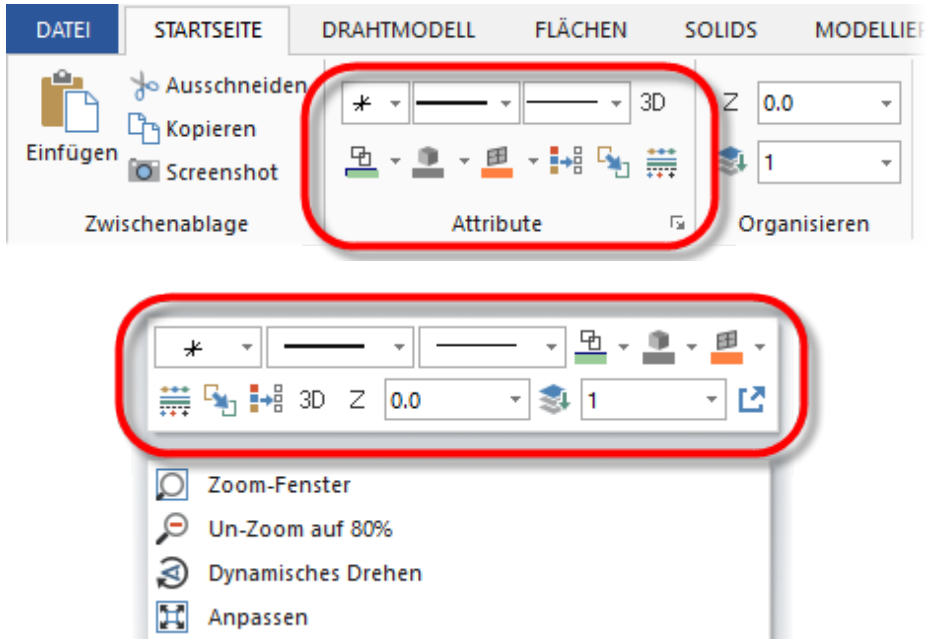 DATEI STARTSEITE DRAHTMODELL FLÄCHEN SOLIDS MODELLIER
Ausschneiden
3D Z 0.0
Kopieren
Einfügen
Screenshot
1
Zwischenablage Attribute Organisieren
3D Z 0.0 1
Zoom-Fenster
Un-Zoom auf 80%
Dynamisches Drehen
Anpassen